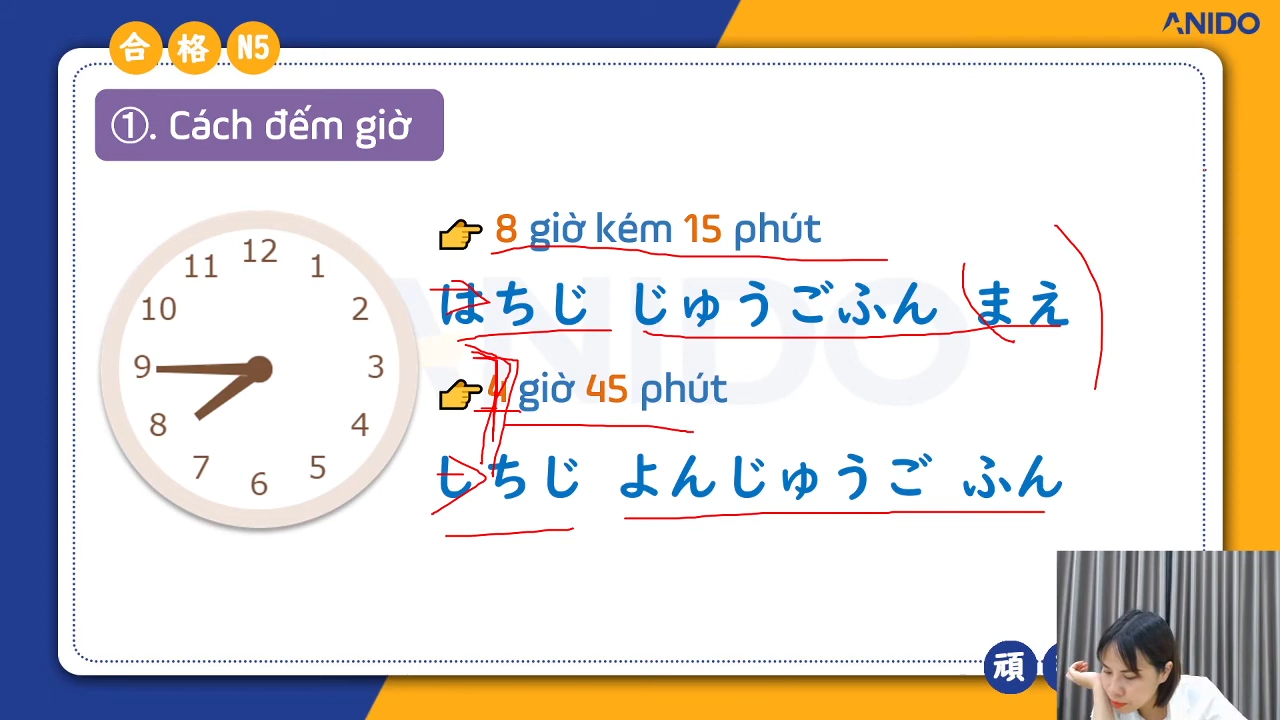 ANIDO
合格 N5
①. Cách đếm giờ
12
11 1
10 2
9 3
8 4
7 5
6
8 giờ kém 15 phút
はちじ じゅうごふん まえ
ANIDO
4 giờ 45 phút
しちじ よんじゅうご ふん
頑